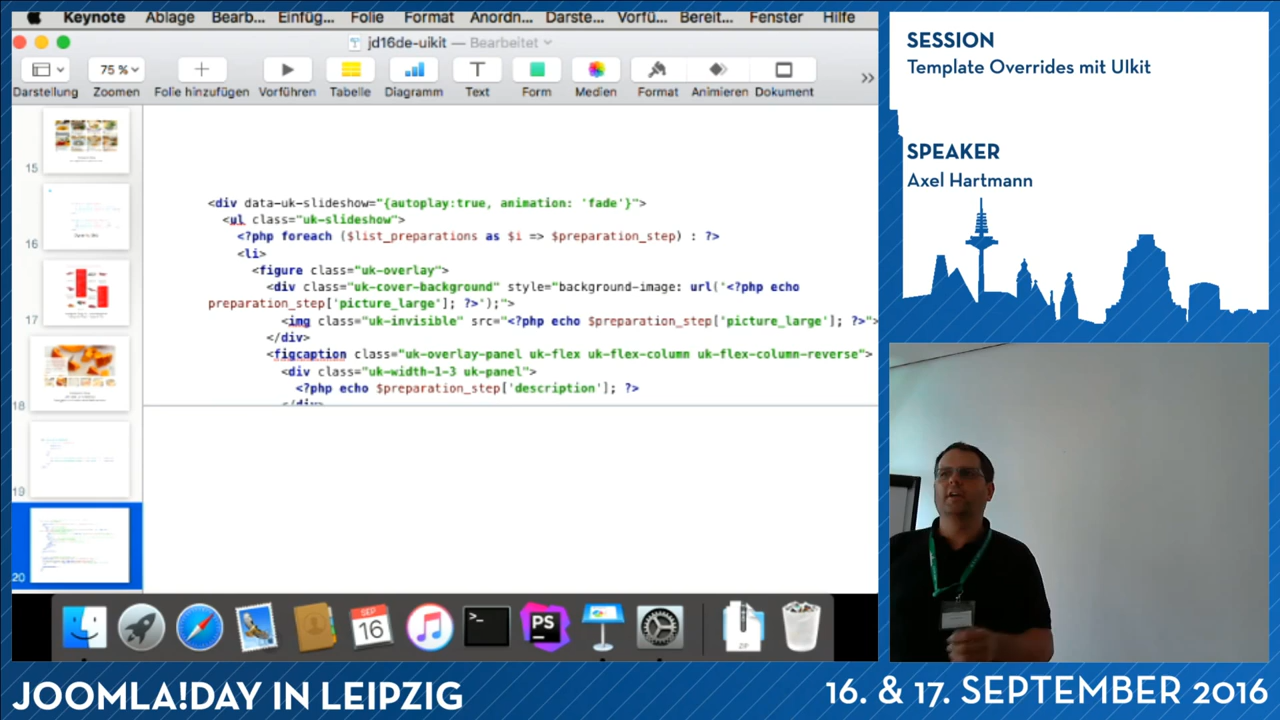 Keynote Ablage Bearb... Einfüg... Folie Format Anordn... Darste... Vorfü... Bereit... Fenster Hilfe
jd16de-uikit — Bearbeitet
75 %
Darstellung Zoomen Folie hinzufügen Vorführen Tabelle Diagramm Text Form Medien Format Animieren Dokument
15
16
17
18
19
20
<div data-uk-slideshow="{autoplay:true, animation: 'fade'}">
<ul class="uk-slideshow">
<?php foreach ($list_preparations as $i => $preparation_step) : ?>
<li>
<figure class="uk-overlay">
<div class="uk-cover-background" style="background-image: url('<?php echo
preparation_step['picture_large']; ?>');">
<img class="uk-invisible" src="<?php echo $preparation_step['picture_large']; ?>">
</div>
<figcaption class="uk-overlay-panel uk-flex uk-flex-column uk-flex-column-reverse">
<div class="uk-width-1-3 uk-panel">
<?php echo $preparation_step['description']; ?>
</div>
SEP
16
>_
PS
ZIP
SESSION
Template Overrides mit UIkit
SPEAKER
Axel Hartmann
JOOMLA!DAY IN LEIPZIG
16. & 17. SEPTEMBER 2016